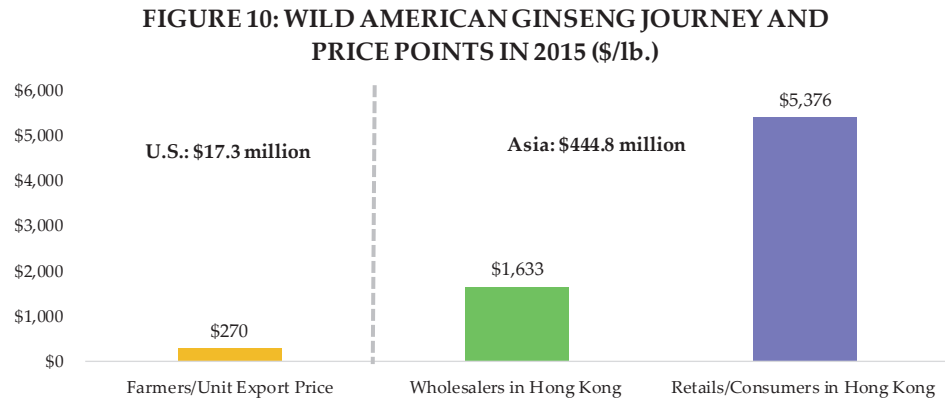 FIGURE 10: WILD AMERICAN GINSENG JOURNEY AND
PRICE POINTS IN 2015 ($/lb.)
$6,000
$5,000
$4,000
$3,000
$2,000
$1,000
$0
U.S.: $17.3 million
Asia: $444.8 million
$270
$1,633
$5,376
Farmers/Unit Export Price
Wholesalers in Hong Kong
Retails/Consumers in Hong Kong